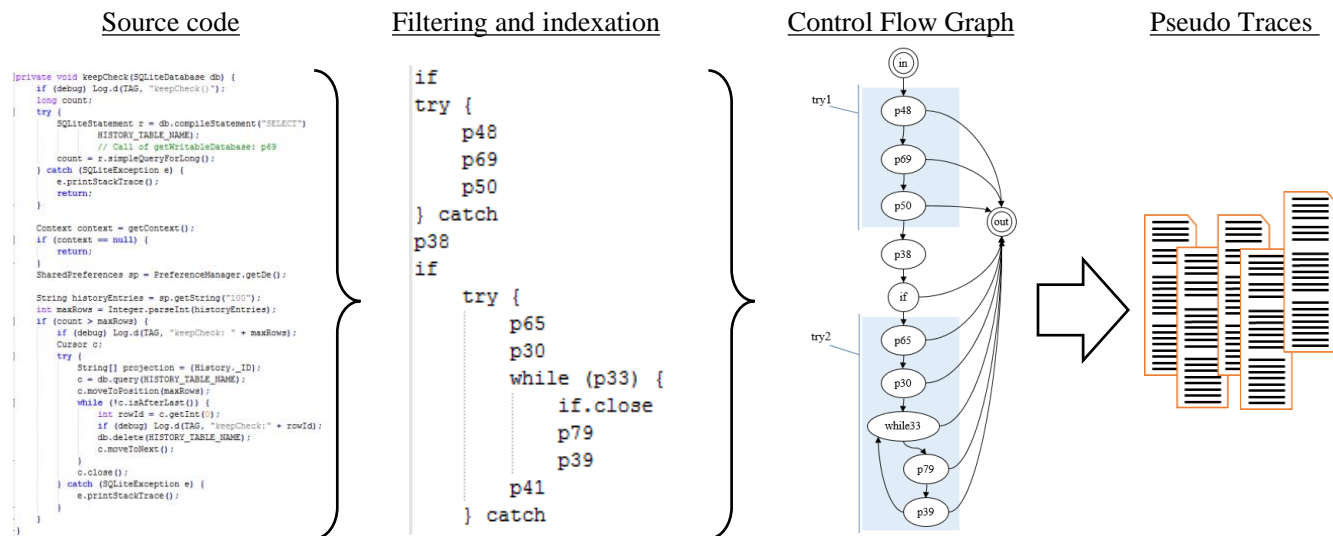 Source code
Filtering and indexation
Control Flow Graph
Pseudo Traces
private void keepCheck(SQLiteDatabase db) {
if (debug) Log.d(TAG, "keepCheck()");
long count;
try {
SQLiteStatement r = db.compileStatement("SELECT")
HISTORY_TABLE_NAME);
// Call of getWritableDatabase: p69
count = r.simpleQueryForLong();
} catch (SQLiteException e) {
e.printStackTrace();
return;
}
Context context = getContext();
if (context == null) {
return;
}
SharedPreferences sp = PreferenceManager.getDe();
String historyEntries = sp.getString("100");
int maxRows = Integer.parseInt(historyEntries);
if (count > maxRows) {
if (debug) Log.d(TAG, "keepCheck: " + maxRows);
Cursor c;
try {
String[] projection = {History._ID};
c = db.query(HISTORY_TABLE_NAME);
c.moveToPosition(maxRows);
while (!c.isAfterLast()) {
int rowId = c.getInt(0);
if (debug) Log.d(TAG, "keepCheck:" + rowId);
db.delete(HISTORY_TABLE_NAME);
c.moveToNext();
}
c.close();
} catch (SQLiteException e) {
e.printStackTrace();
}
}
}
if
try {
p48
p69
p50
} catch
p38
if
try {
p65
p30
while (p33) {
if.close
p79
p39
p41
} catch
in
try1
p48
p69
p50
out
p38
if
try2
p65
p30
while33
p79
p39